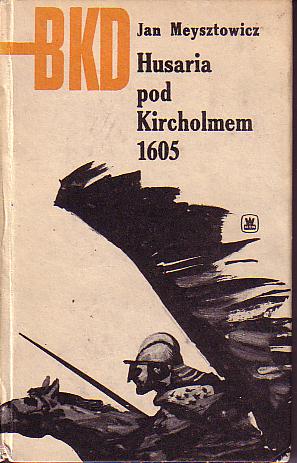 BKD
Jan Meysztowicz
Husaria
pod
Kircholmem
1605